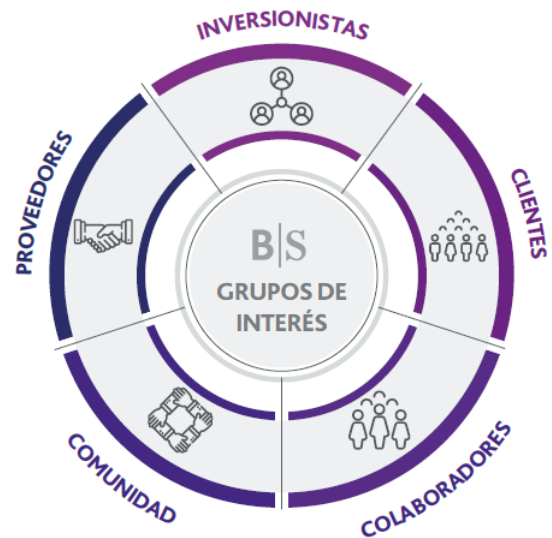 INVERSIONISTAS
CLIENTES
COLABORADORES
COMUNIDAD
PROVEEDORES
B|S
GRUPOS DE
INTERÉS